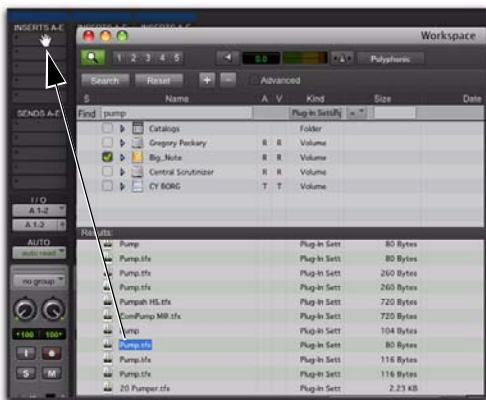 INSERTS A-E
Workspace
1 2 3 4 5
0.0
Polyphonic
Search Reset + - Advanced
S Name A V Kind Size Date
SENDS A-E
Find pump
Catalogs Folder
Gregory Peckary R R Volume
Big_Note R R Volume
Central Scrutinizer R R Volume
CY BORG T T Volume
I / O
A 1-2
A 1-2
Results:
AUTO
auto read
no group
Pump Plug-In Sett 80 Bytes
Pump.tfx Plug-In Sett 80 Bytes
Pump.tfx Plug-In Sett 260 Bytes
Pump.tfx Plug-In Sett 260 Bytes
Pumpah HS.tfx Plug-In Sett 720 Bytes
ComPump M@.tfx Plug-In Sett 720 Bytes
Plug-In Sett 104 Bytes
Pump.tfx Plug-In Sett 80 Bytes
Pump.tfx Plug-In Sett 116 Bytes
Pump.tfx Plug-In Sett 116 Bytes
20 Pumper.tfx Plug-In Sett 2.23 KB
100 100
I
S M